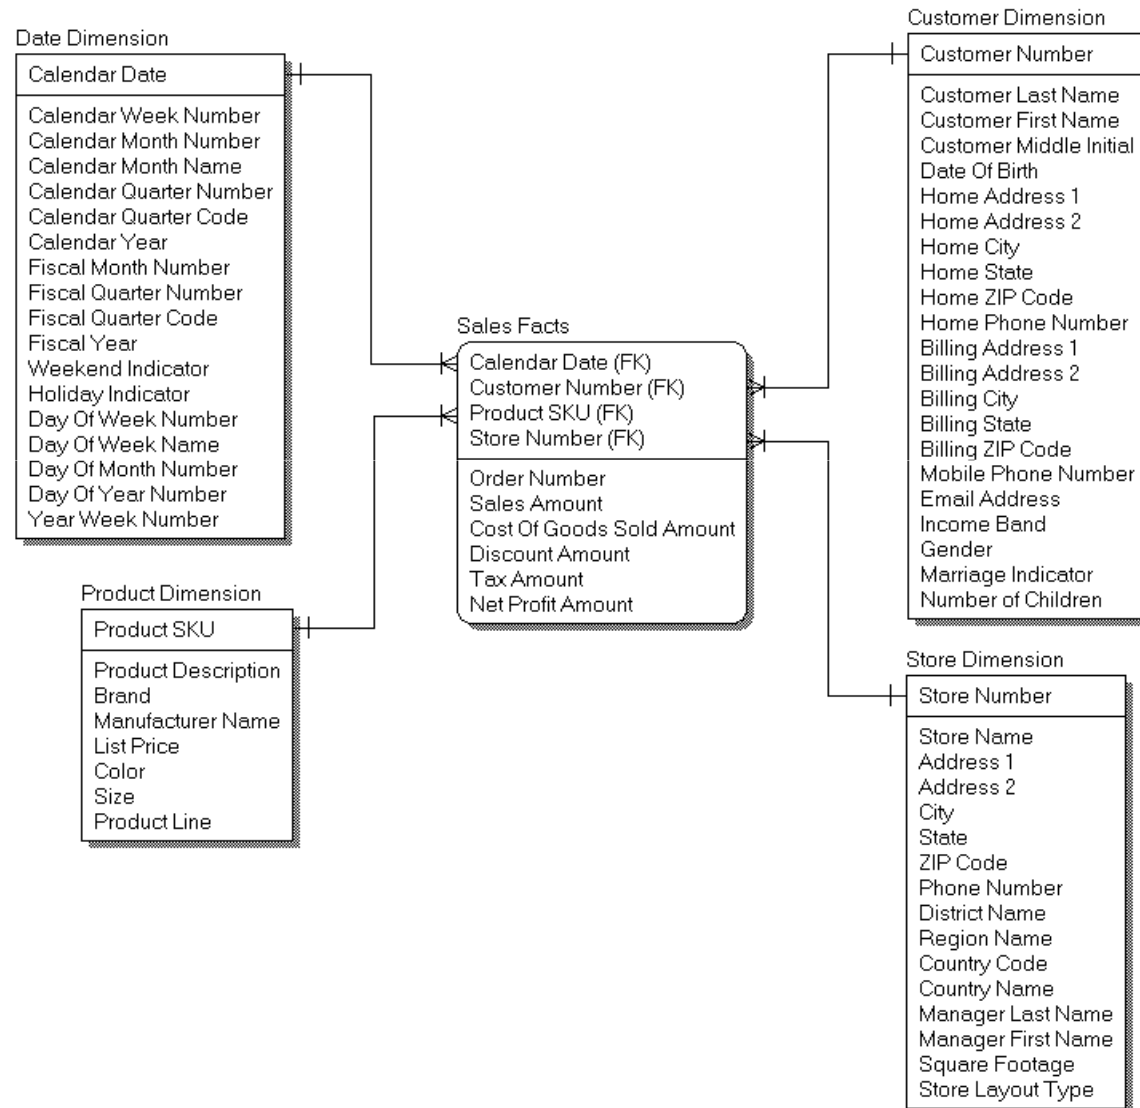 Date Dimension
Calendar Date
Calendar Week Number
Calendar Month Number
Calendar Month Name
Calendar Quarter Number
Calendar Quarter Code
Calendar Year
Fiscal Month Number
Fiscal Quarter Number
Fiscal Quarter Code
Fiscal Year
Weekend Indicator
Holiday Indicator
Day Of Week Number
Day Of Week Name
Day Of Month Number
Day Of Year Number
Year Week Number
Product Dimension
Product SKU
Product Description
Brand
Manufacturer Name
List Price
Color
Size
Product Line
Sales Facts
Calendar Date (FK)
Customer Number (FK)
Product SKU (FK)
Store Number (FK)
Order Number
Sales Amount
Cost Of Goods Sold Amount
Discount Amount
Tax Amount
Net Profit Amount
Customer Dimension
Customer Number
Customer Last Name
Customer First Name
Customer Middle Initial
Date Of Birth
Home Address 1
Home Address 2
Home City
Home State
Home ZIP Code
Home Phone Number
Billing Address 1
Billing Address 2
Billing City
Billing State
Billing ZIP Code
Mobile Phone Number
Email Address
Income Band
Gender
Marriage Indicator
Number of Children
Store Dimension
Store Number
Store Name
Address 1
Address 2
City
State
ZIP Code
Phone Number
District Name
Region Name
Country Code
Country Name
Manager Last Name
Manager First Name
Square Footage
Store Layout Type